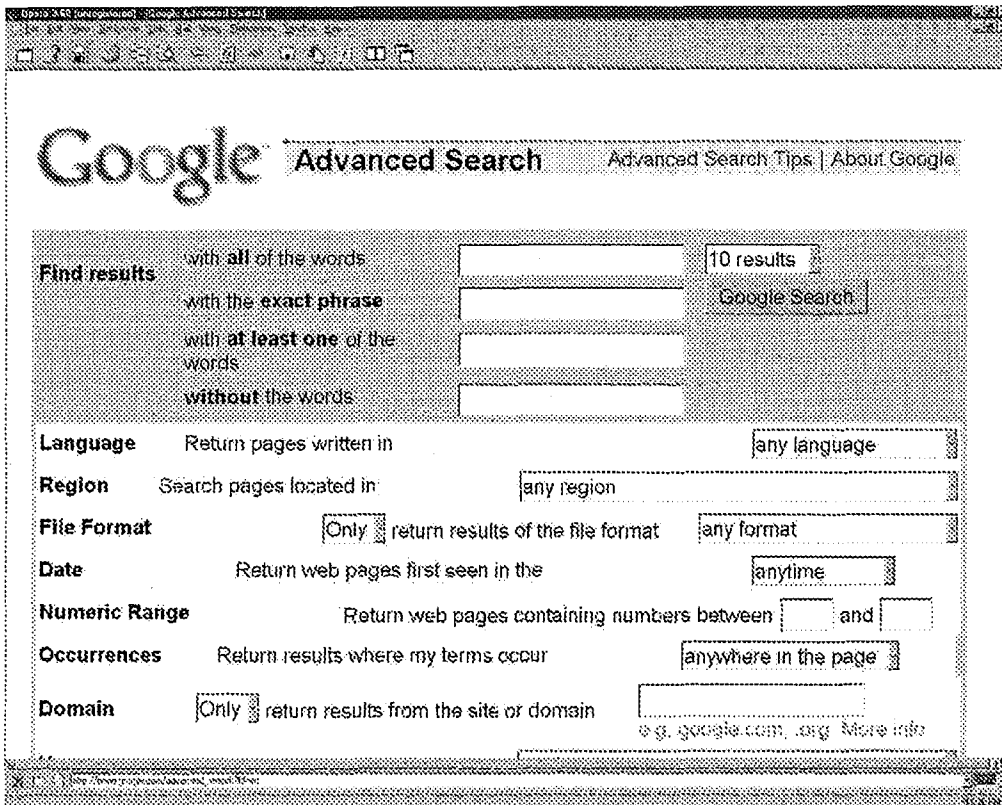 Google Advanced Search Advanced Search Tips | About Google
Find results with all of the words 10 results
with the exact phrase Google Search
with at least one of the words
without the words
Language Return pages written in any language
Region Search pages located in: any region
File Format Only return results of the file format any format
Date Return web pages first seen in the anytime
Numeric Range Return web pages containing numbers between and
Occurrences Return results where my terms occur anywhere in the page
Domain Only return results from the site or domain
e.g. google.com, .org More info